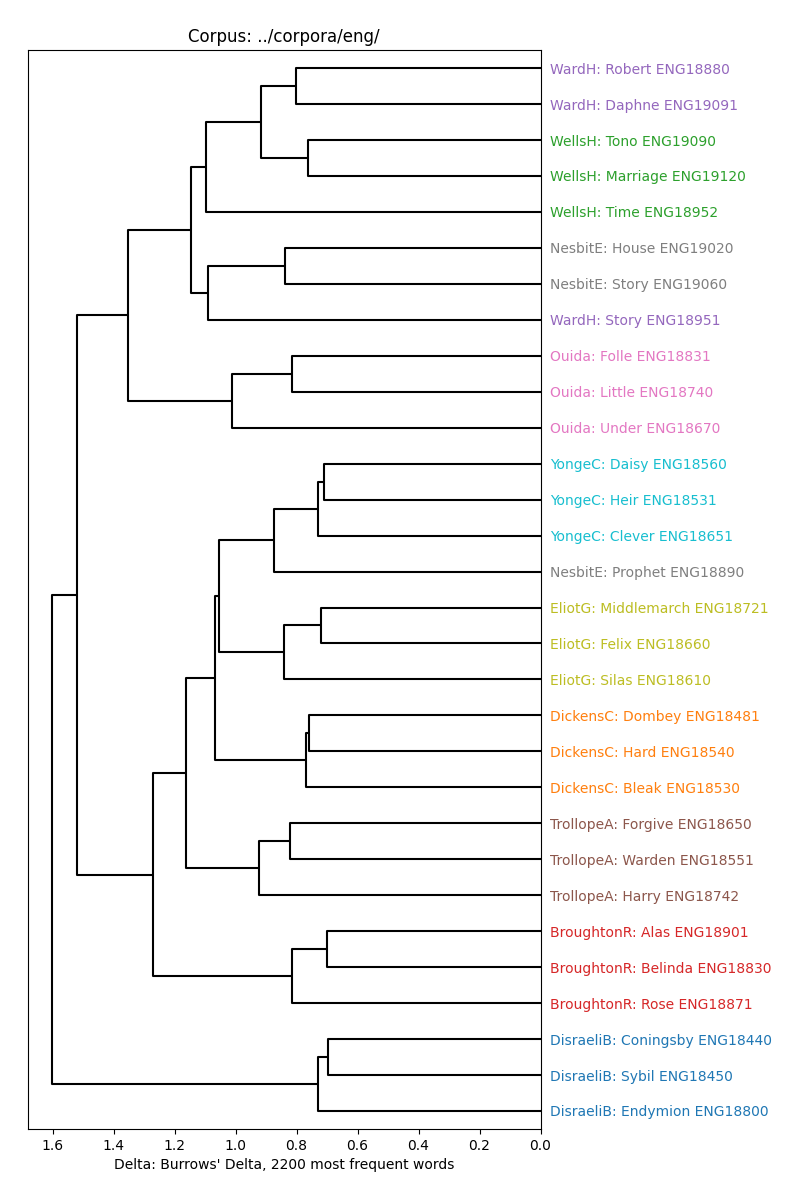 Corpus: ../corpora/eng/
WardH: Robert ENG18880
WardH: Daphne ENG19091
WellsH: Tono ENG19090
WellsH: Marriage ENG19120
WellsH: Time ENG18952
NesbitE: House ENG19020
NesbitE: Story ENG19060
WardH: Story ENG18951
Ouida: Folle ENG18831
Ouida: Little ENG18740
Ouida: Under ENG18670
YongeC: Daisy ENG18560
YongeC: Heir ENG18531
YongeC: Clever ENG18651
NesbitE: Prophet ENG18890
EliotG: Middlemarch ENG18721
EliotG: Felix ENG18660
EliotG: Silas ENG18610
DickensC: Dombey ENG18481
DickensC: Hard ENG18540
DickensC: Bleak ENG18530
TrollopeA: Forgive ENG18650
TrollopeA: Warden ENG18551
TrollopeA: Harry ENG18742
BroughtonR: Alas ENG18901
BroughtonR: Belinda ENG18830
BroughtonR: Rose ENG18871
DisraeliB: Coningsby ENG18440
DisraeliB: Sybil ENG18450
DisraeliB: Endymion ENG18800
1.6 1.4 1.2 1.0 0.8 0.6 0.4 0.2 0.0
Delta: Burrows' Delta, 2200 most frequent words